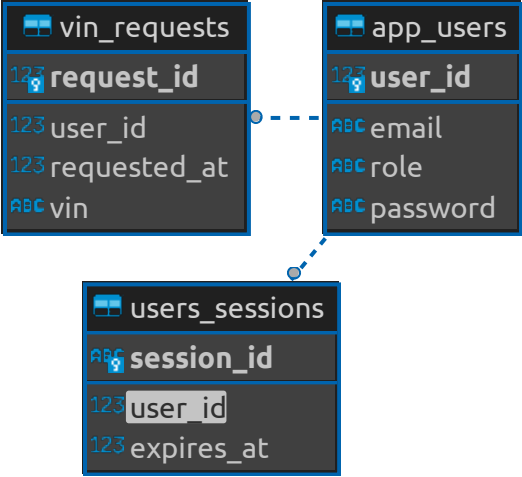 vin_requests
123 request_id
123 user_id
123 requested_at
ABC vin
app_users
123 user_id
ABC email
ABC role
ABC password
users_sessions
ABC session_id
123 user_id
123 expires_at